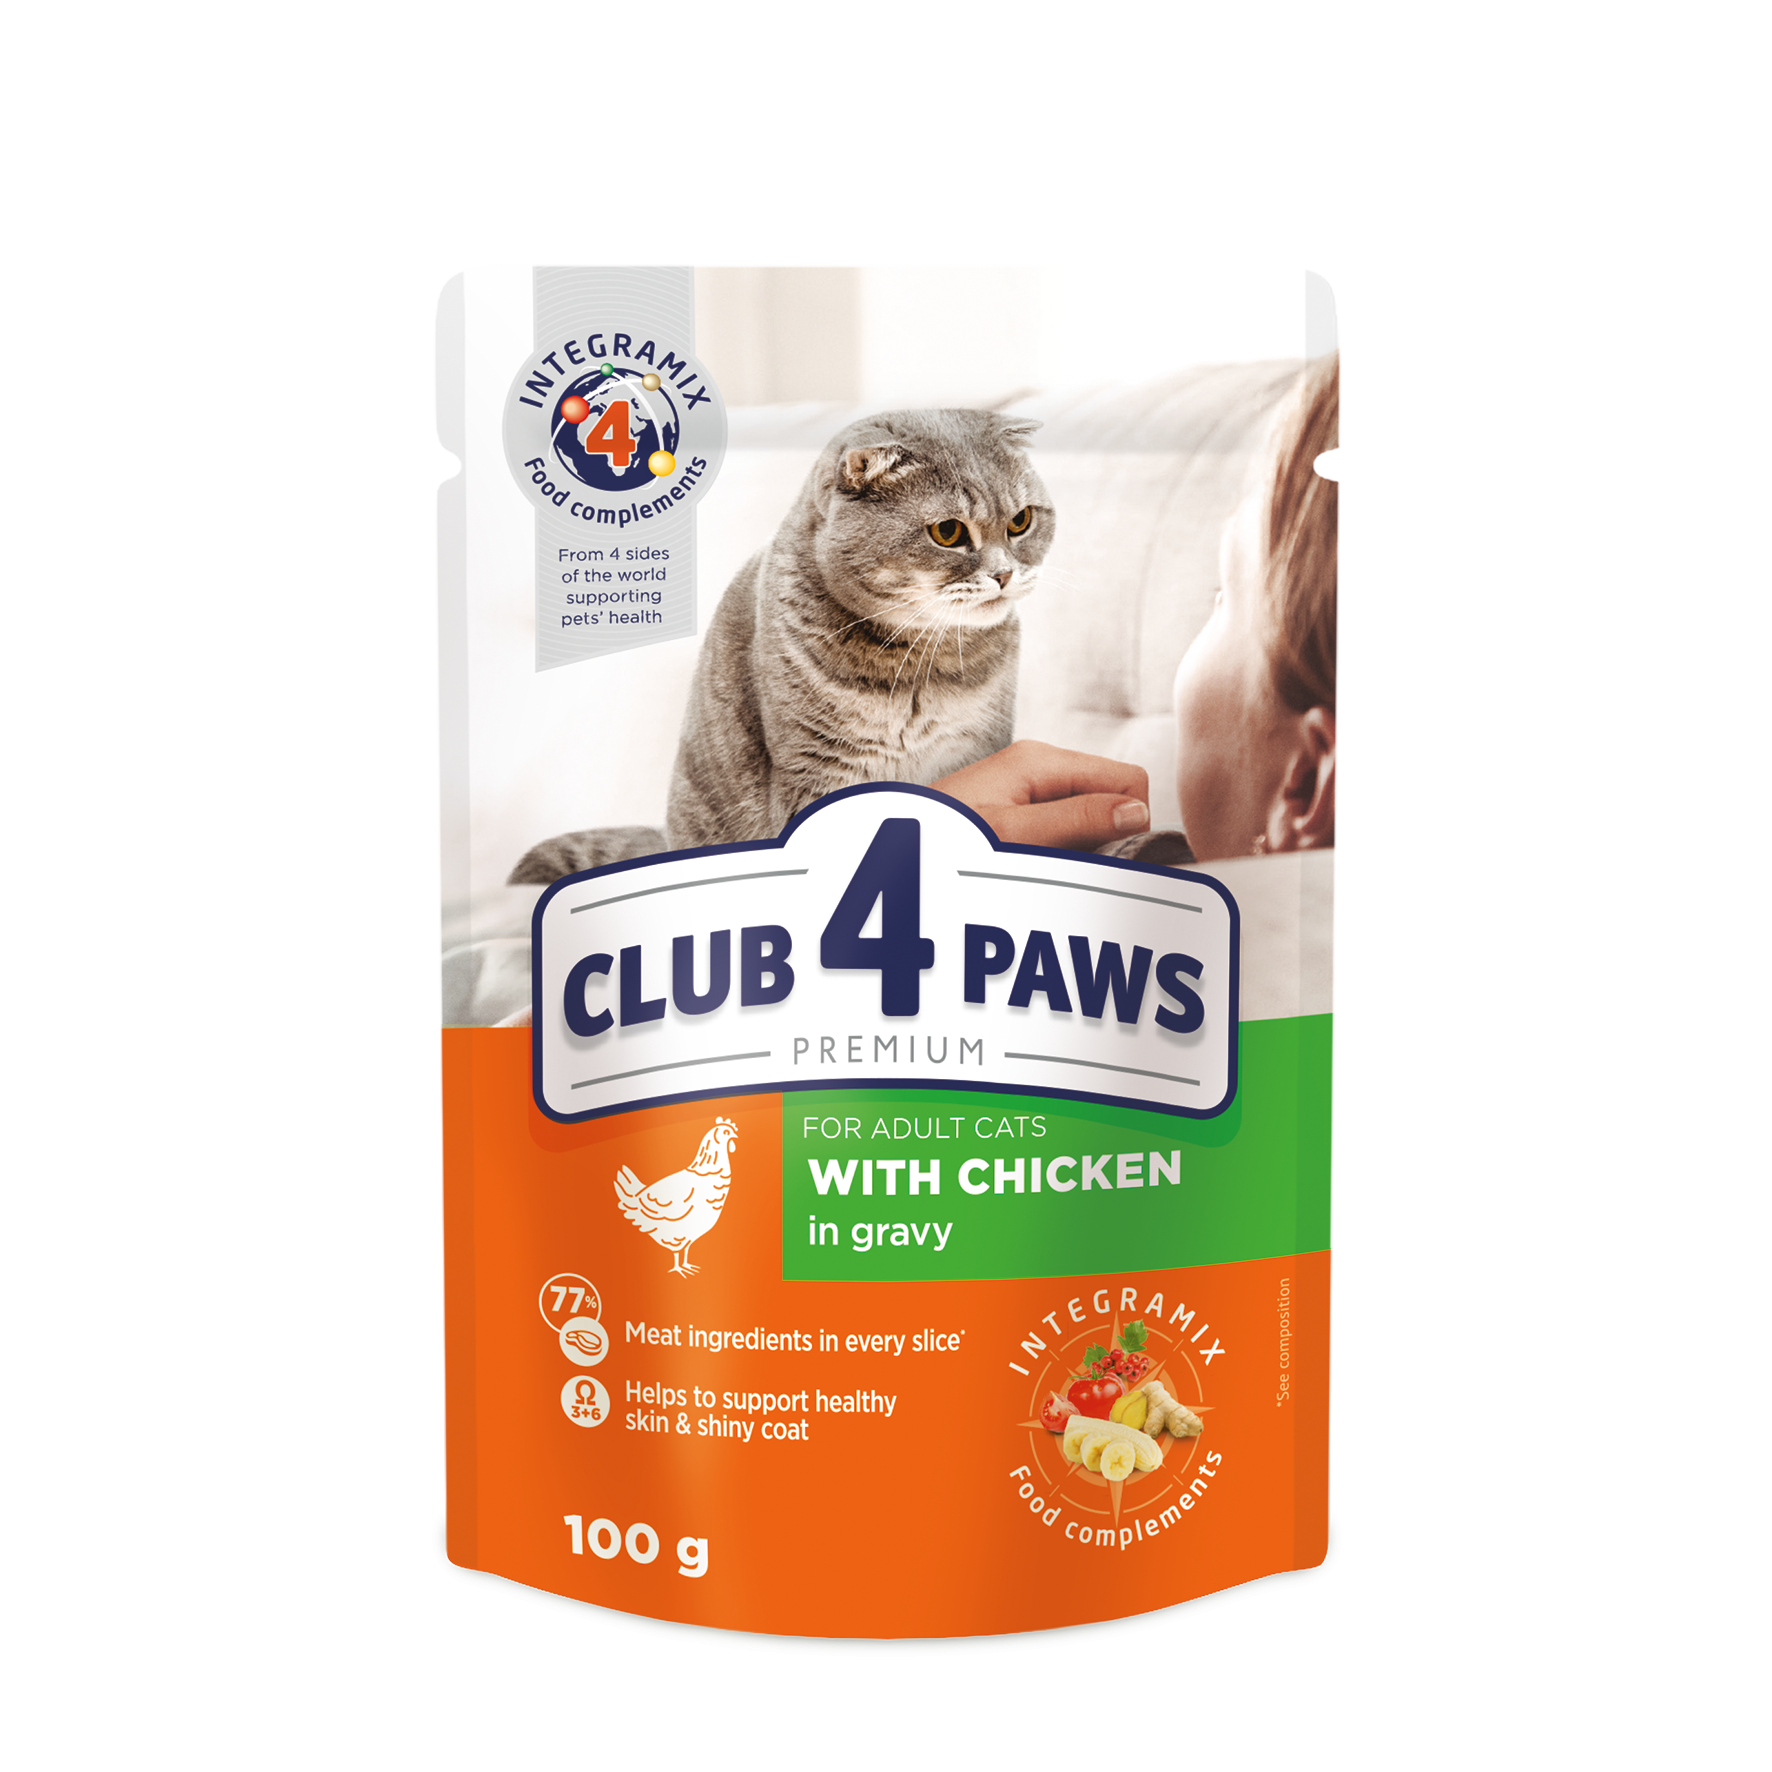 INTEGRAMIX
4
Food complements
From 4 sides
of the world
supporting
pets' health
CLUB 4 PAWS
PREMIUM
FOR ADULT CATS
WITH CHICKEN
in gravy
77%
Meat ingredients in every slice*
Ω
3+6
Helps to support healthy
skin & shiny coat
100 g
INTEGRAMIX
Food complements
*See composition